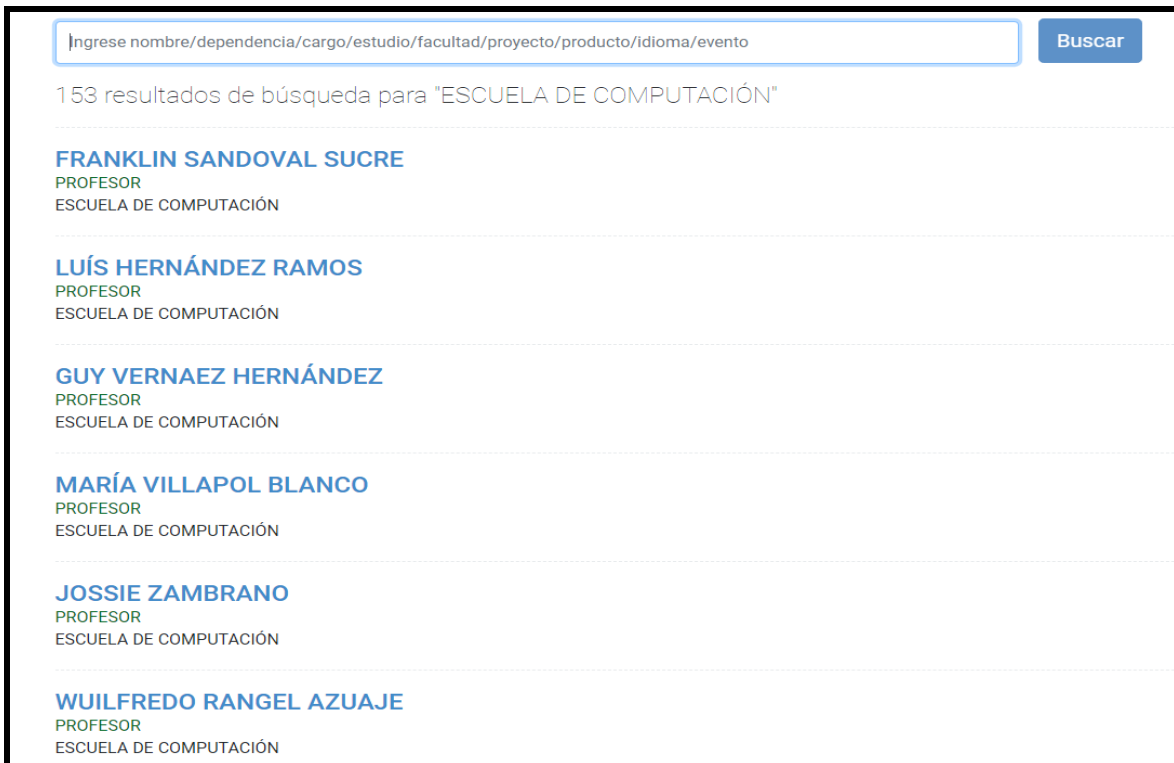 Ingrese nombre/dependencia/cargo/estudio/facultad/proyecto/producto/idioma/evento
Buscar
153 resultados de búsqueda para "ESCUELA DE COMPUTACIÓN"
FRANKLIN SANDOVAL SUCRE
PROFESOR
ESCUELA DE COMPUTACIÓN
LUÍS HERNÁNDEZ RAMOS
PROFESOR
ESCUELA DE COMPUTACIÓN
GUY VERNAEZ HERNÁNDEZ
PROFESOR
ESCUELA DE COMPUTACIÓN
MARÍA VILLAPOL BLANCO
PROFESOR
ESCUELA DE COMPUTACIÓN
JOSSIE ZAMBRANO
PROFESOR
ESCUELA DE COMPUTACIÓN
WUILFREDO RANGEL AZUAJE
PROFESOR
ESCUELA DE COMPUTACIÓN